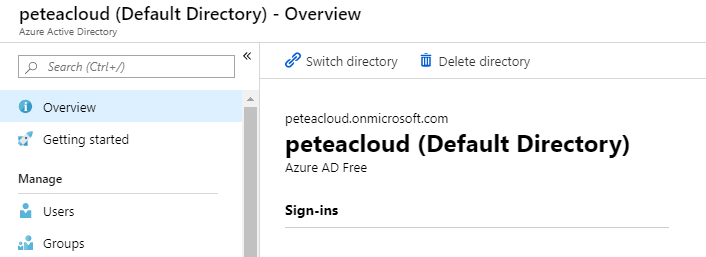 peteacloud (Default Directory) - Overview
Azure Active Directory
Search (Ctrl+/)
Overview
Getting started
Manage
Users
Groups
Switch directory
Delete directory
peteacloud.onmicrosoft.com
peteacloud (Default Directory)
Azure AD Free
Sign-ins